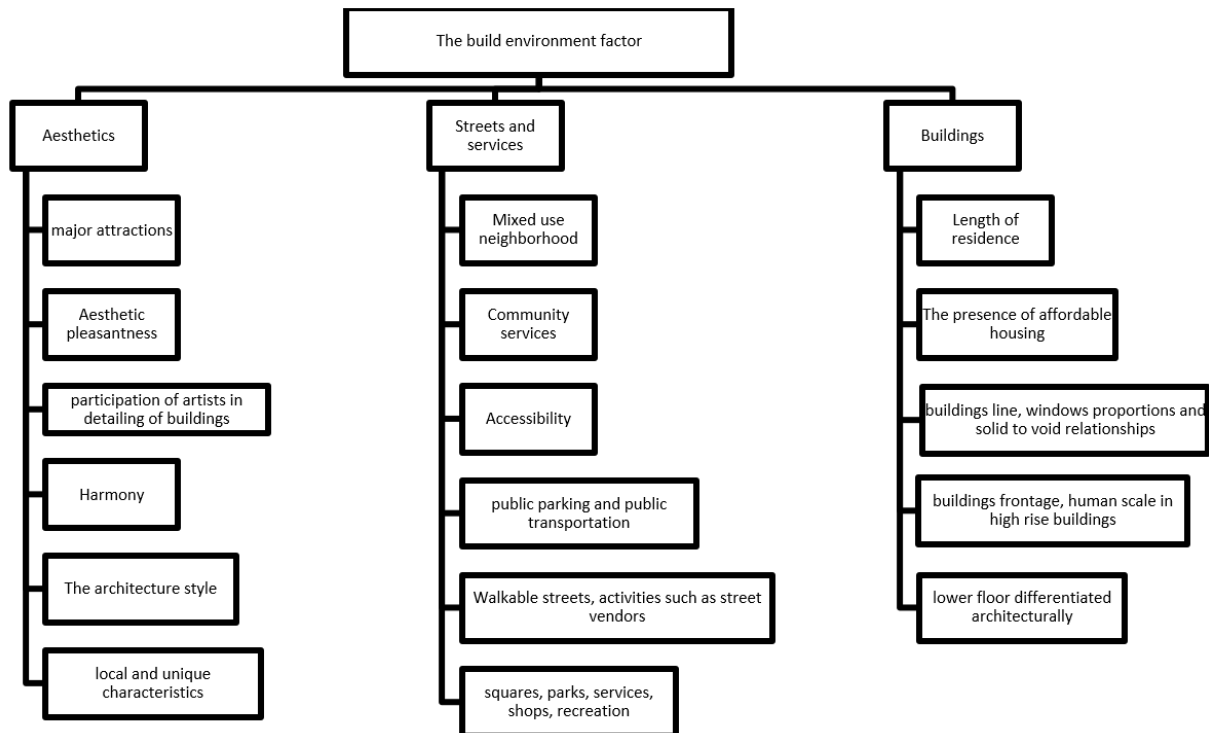 The build environment factor
Aesthetics
major attractions
Aesthetic
pleasantness
participation of artists in
detailing of buildings
Harmony
The architecture style
local and unique
characteristics
Streets and
services
Mixed use
neighborhood
Community
services
Accessibility
public parking and public
transportation
Walkable streets, activities such as street
vendors
squares, parks, services,
shops, recreation
Buildings
Length of
residence
The presence of affordable
housing
buildings line, windows proportions and
solid to void relationships
buildings frontage, human scale in
high rise buildings
lower floor differentiated
architecturally